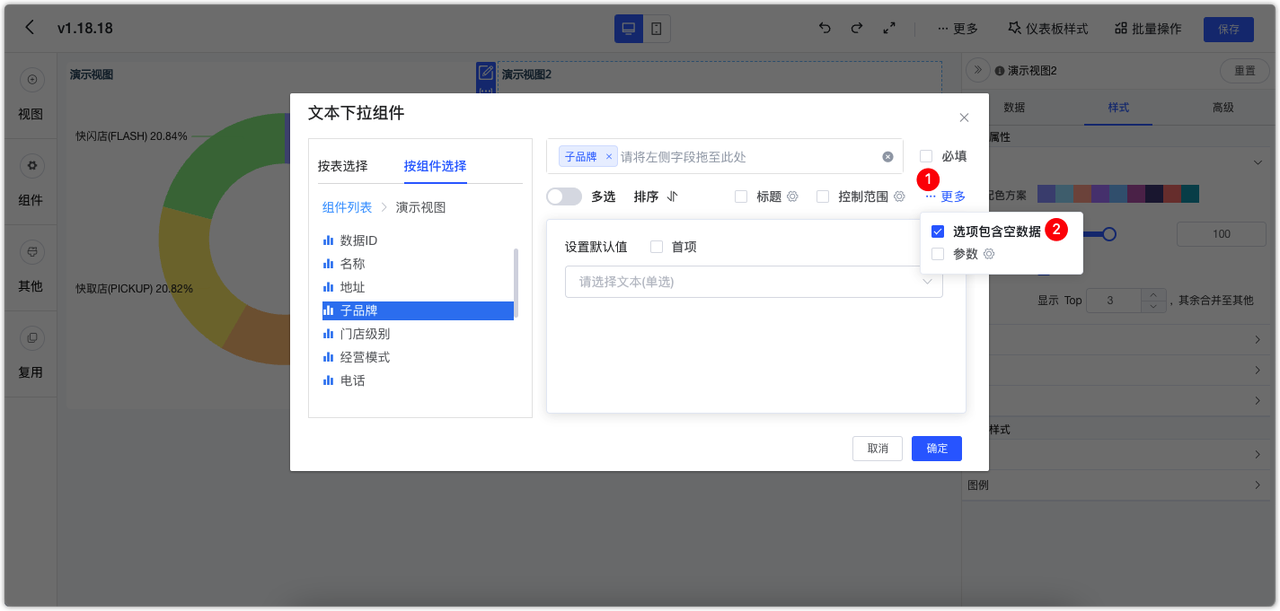 v1.18.18
更多
仪表板样式
批量操作
保存
视图
组件
其他
复用
演示视图
快闪店(FLASH) 20.84%
快取店(PICKUP) 20.82%
演示视图2
演示视图2
重置
数据
样式
高级
属性
配色方案
100
显示 Top 3 , 其余合并至其他
样式
图例
文本下拉组件
按表选择
按组件选择
组件列表 > 演示视图
数据ID
名称
地址
子品牌
门店级别
经营模式
电话
子品牌 × 请将左侧字段拖至此处
必填
1
多选
排序
标题
控制范围
更多
选项包含空数据
2
参数
设置默认值
首项
请选择文本(单选)
取消
确定